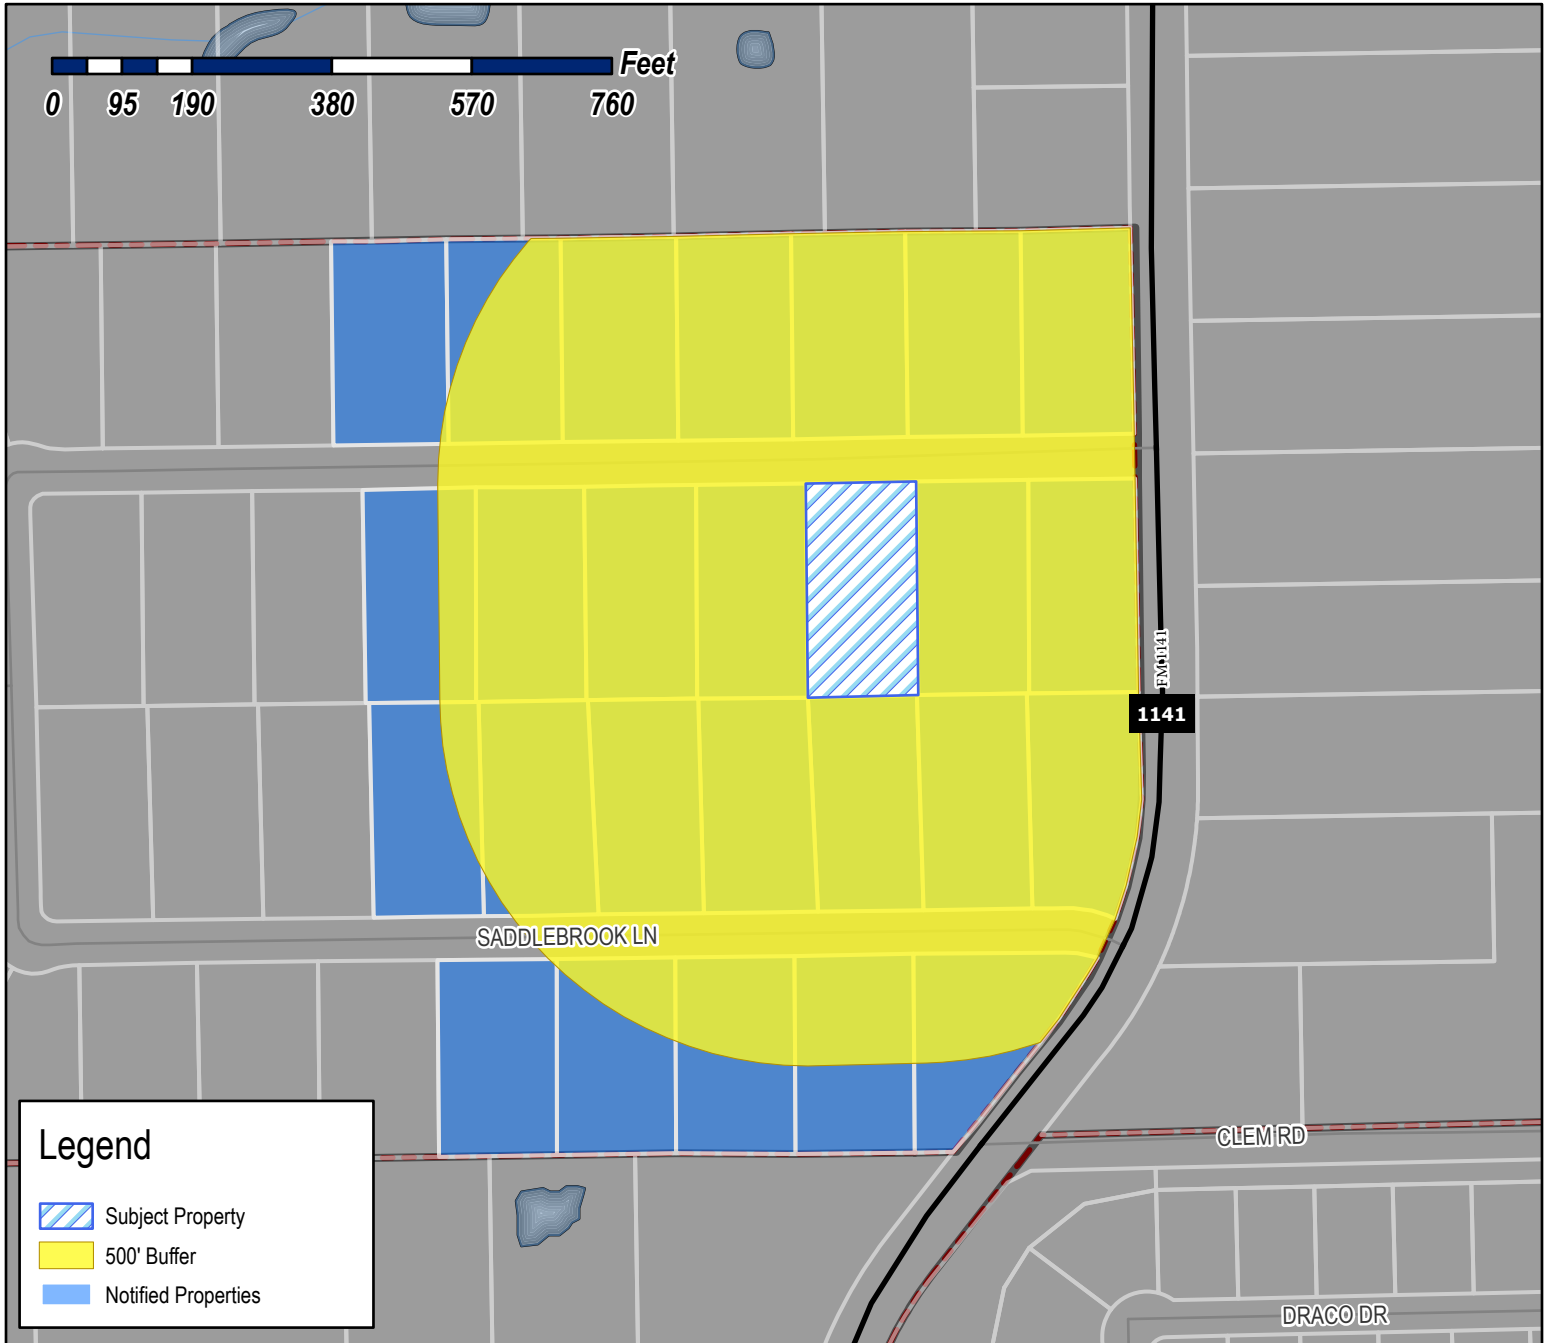 Feet
0 95 190 380 570 760
FM 1141
1141
SADDLEBROOK LN
CLEM RD
DRACO DR
Legend
Subject Property
500' Buffer
Notified Properties